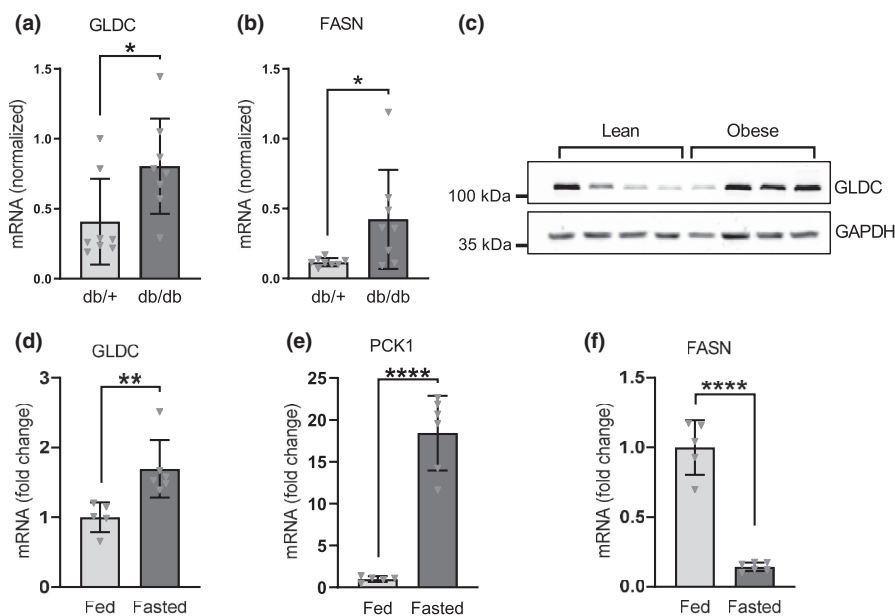 (a)
GLDC
*
mRNA (normalized)
1.5
1.0
0.5
0.0
db/+ db/db
(b)
FASN
*
mRNA (normalized)
1.5
1.0
0.5
0.0
db/+ db/db
(c)
Lean Obese
100 kDa GLDC
35 kDa GAPDH
(d)
GLDC
**
mRNA (fold change)
3
2
1
0
Fed Fasted
(e)
PCK1
****
mRNA (fold change)
25
20
15
10
5
0
Fed Fasted
(f)
FASN
****
mRNA (fold change)
1.5
1.0
0.5
0.0
Fed Fasted